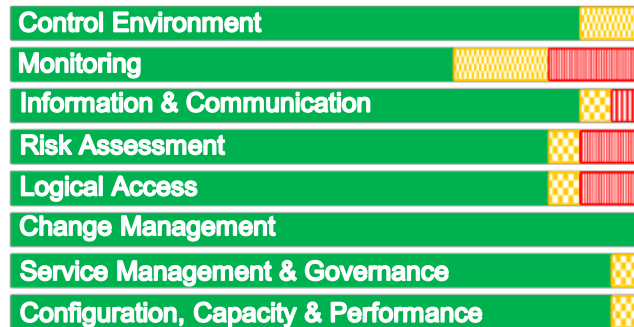 Control Environment
Monitoring
Information & Communication
Risk Assessment
Logical Access
Change Management
Service Management & Governance
Configuration, Capacity & Performance